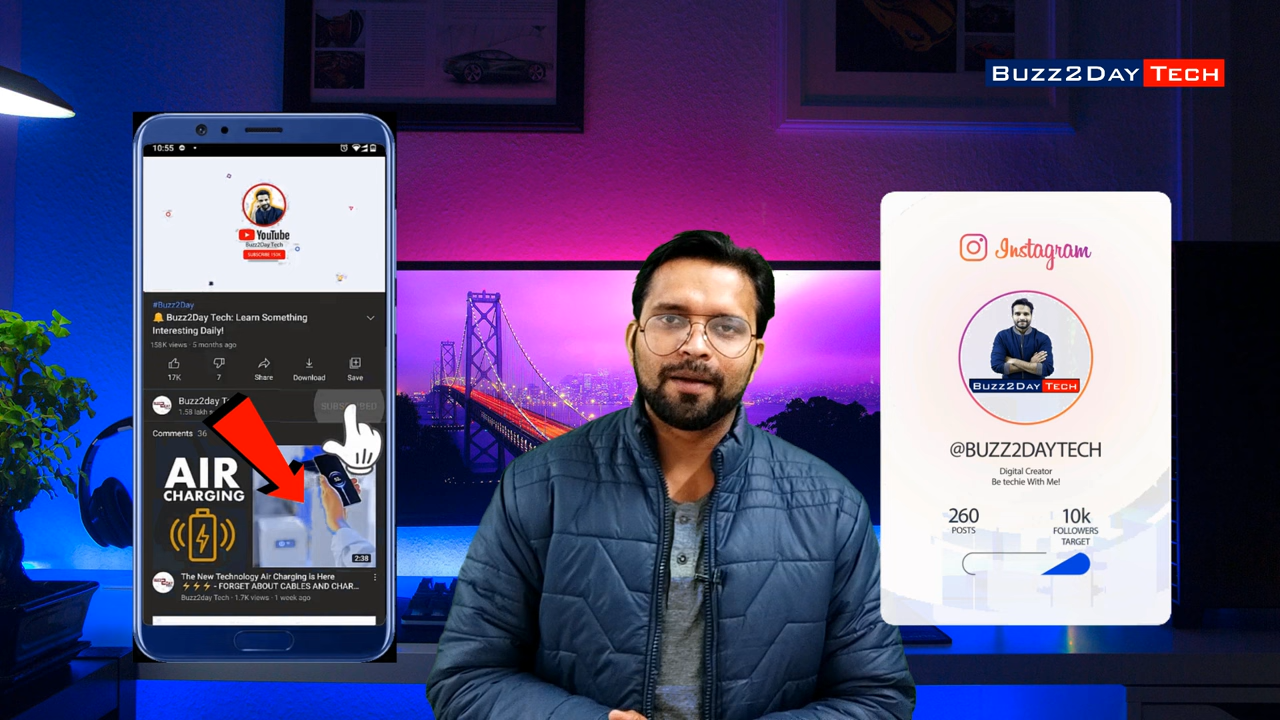 BUZZ2DAY TECH
10:55
YouTube
Buzz2Day Tech
#Buzz2Day
🔔 Buzz2Day Tech: Learn Something
Interesting Daily!
158K views · 5 months ago
17K
7
Share
Download
Save
Buzz2day
1.58 lakh
SUBSCRIBED
Comments 36
AIR
CHARGING
2:38
The New Technology Air Charging is Here
⚡⚡⚡ - FORGET ABOUT CABLES AND CHAR...
Buzz2day Tech · 1.7K views · 1 week ago
Instagram
BUZZ2DAY TECH
@BUZZ2DAYTECH
Digital Creator
Be techie With Me!
260
POSTS
10k
FOLLOWERS
TARGET